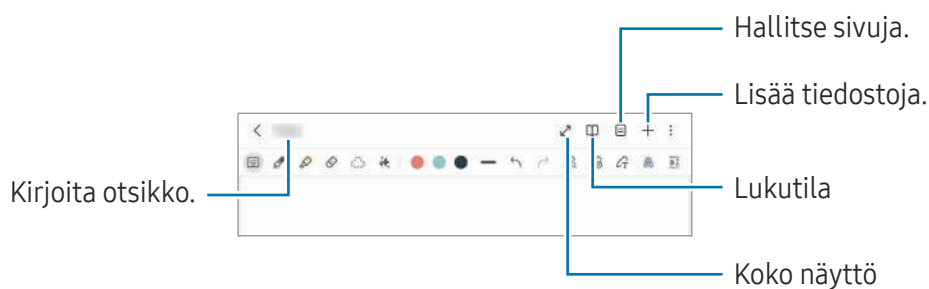 Hallitse sivuja.
Lisää tiedostoja.
Kirjoita otsikko.
Lukutila
Koko näyttö